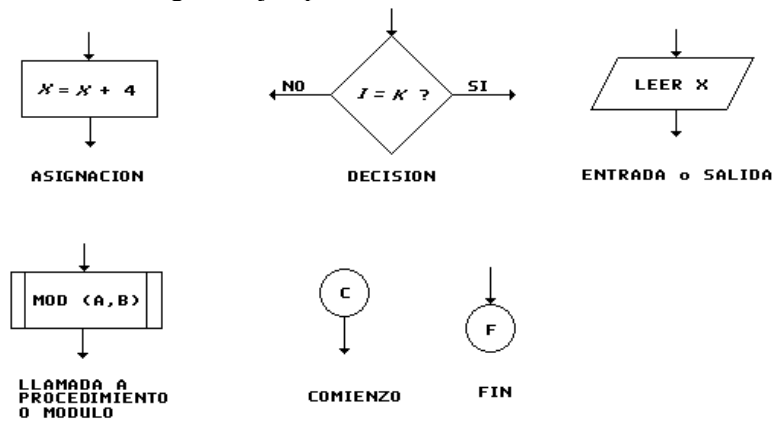 X = X + 4
NO
I = K ?
SI
LEER X
ASIGNACION
DECISION
ENTRADA o SALIDA
MOD (A,B)
C
F
LLAMADA A
PROCEDIMIENTO
O MODULO
COMIENZO
FIN